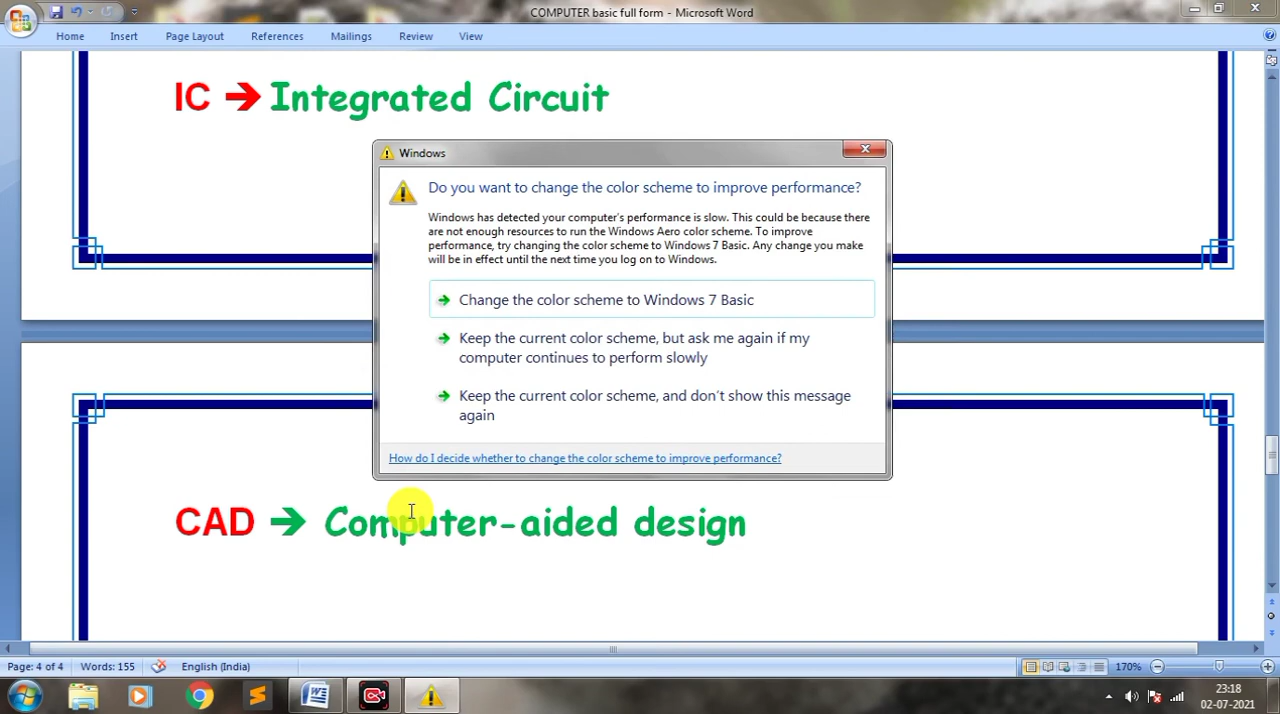 COMPUTER basic full form - Microsoft Word
Home Insert Page Layout References Mailings Review View
IC ➔ Integrated Circuit
Windows
Do you want to change the color scheme to improve performance?
Windows has detected your computer's performance is slow. This could be because there
are not enough resources to run the Windows Aero color scheme. To improve
performance, try changing the color scheme to Windows 7 Basic. Any change you make
will be in effect until the next time you log on to Windows.
Change the color scheme to Windows 7 Basic
Keep the current color scheme, but ask me again if my
computer continues to perform slowly
Keep the current color scheme, and don't show this message
again
How do I decide whether to change the color scheme to improve performance?
CAD ➔ Computer-aided design
Page: 4 of 4 Words: 155 English (India) 170%
23:18
02-07-2021